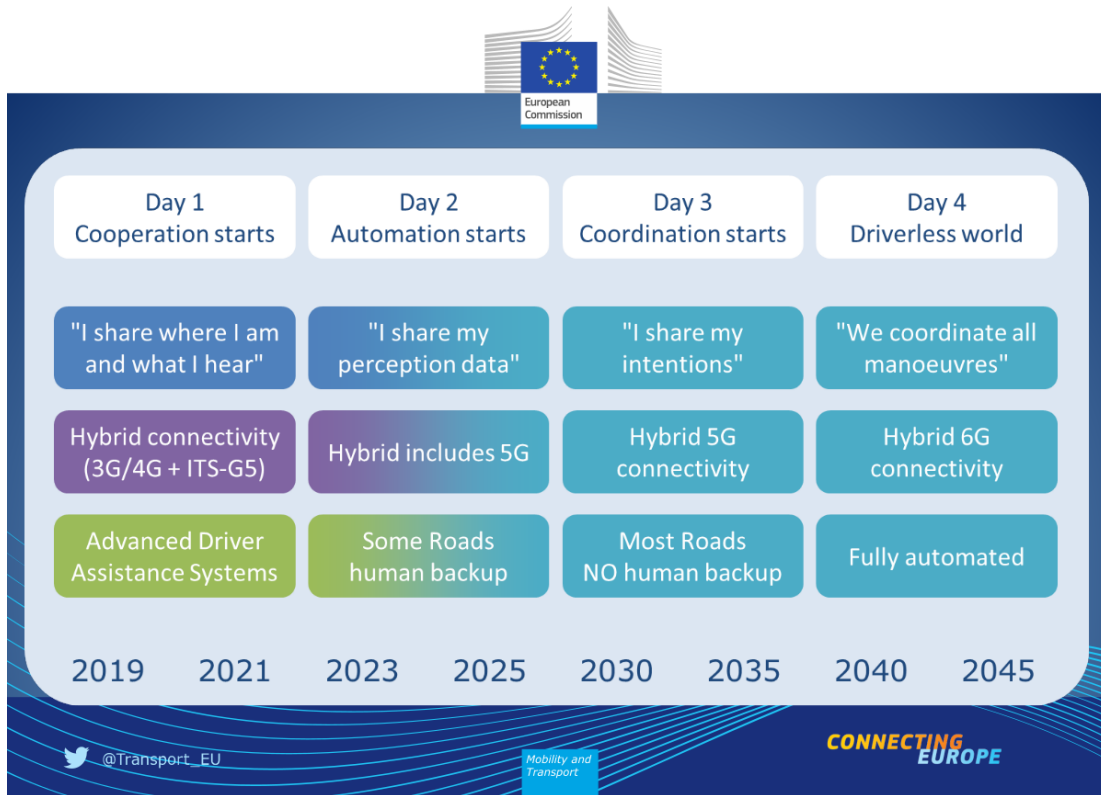 European
Commission
Day 1
Cooperation starts
Day 2
Automation starts
Day 3
Coordination starts
Day 4
Driverless world
"I share where I am
and what I hear"
"I share my
perception data"
"I share my
intentions"
"We coordinate all
manoeuvres"
Hybrid connectivity
(3G/4G + ITS-G5)
Hybrid includes 5G
Hybrid 5G
connectivity
Hybrid 6G
connectivity
Advanced Driver
Assistance Systems
Some Roads
human backup
Most Roads
NO human backup
Fully automated
2019 2021 2023 2025 2030 2035 2040 2045
@Transport_EU
Mobility and
Transport
CONNECTING
EUROPE